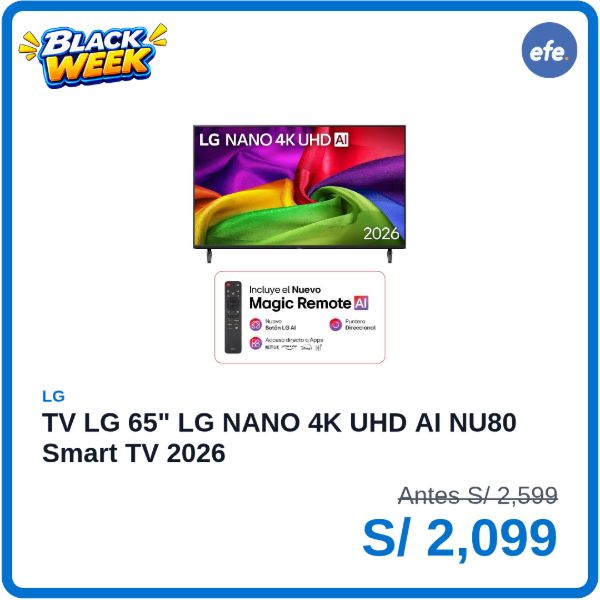 BLACK
WEEK
efe.
LG NANO 4K UHD AI
2026
Incluye el Nuevo
Magic Remote AI
Nuevo
Botón LG AI
Puntero
Direccional
Acceso directo a Apps
NETFLIX
LG
TV LG 65" LG NANO 4K UHD AI NU80
Smart TV 2026
Antes S/ 2,599
S/ 2,099